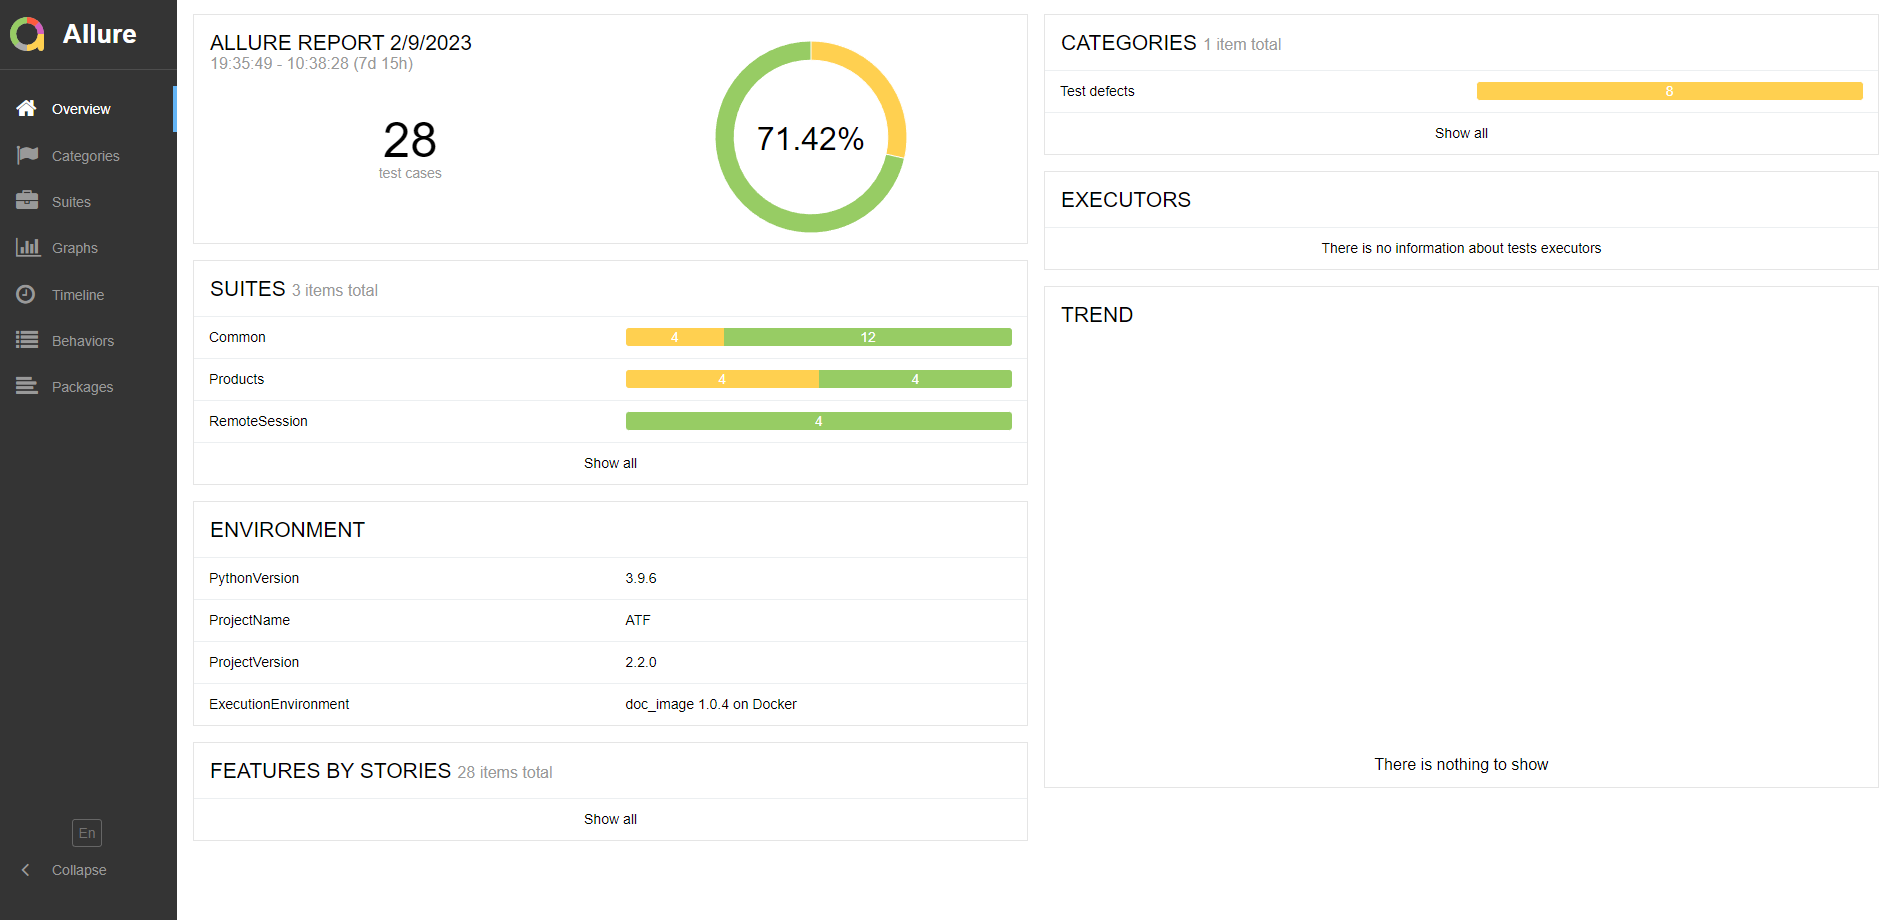 Allure
Overview
Categories
Suites
Graphs
Timeline
Behaviors
Packages
En
Collapse
ALLURE REPORT 2/9/2023
19:35:49 - 10:38:28 (7d 15h)
28
test cases
71.42%
SUITES 3 items total
Common 4 12
Products 4 4
RemoteSession 4
Show all
ENVIRONMENT
PythonVersion 3.9.6
ProjectName ATF
ProjectVersion 2.2.0
ExecutionEnvironment doc_image 1.0.4 on Docker
FEATURES BY STORIES 28 items total
Show all
CATEGORIES 1 item total
Test defects 8
Show all
EXECUTORS
There is no information about tests executors
TREND
There is nothing to show